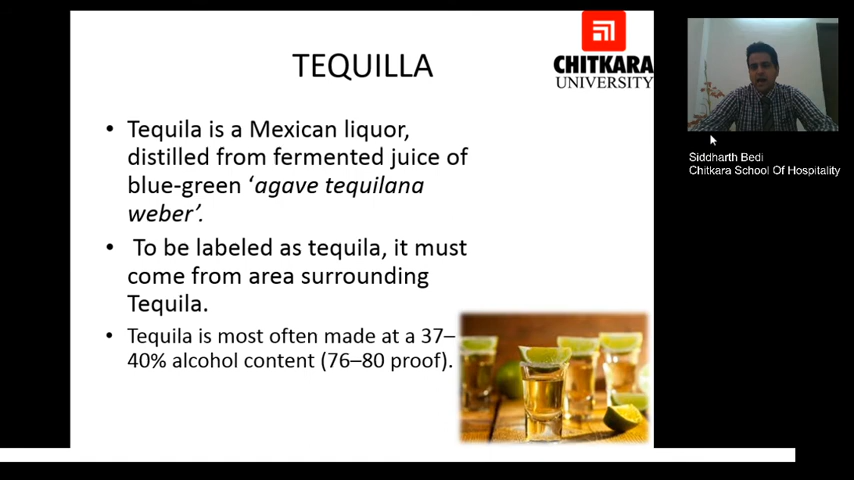 TEQUILLA
CHITKARA
UNIVERSITY
• Tequila is a Mexican liquor,
distilled from fermented juice of
blue-green ‘agave tequilana
weber’.
• To be labeled as tequila, it must
come from area surrounding
Tequila.
• Tequila is most often made at a 37–
40% alcohol content (76–80 proof).
Siddharth Bedi
Chitkara School Of Hospitality